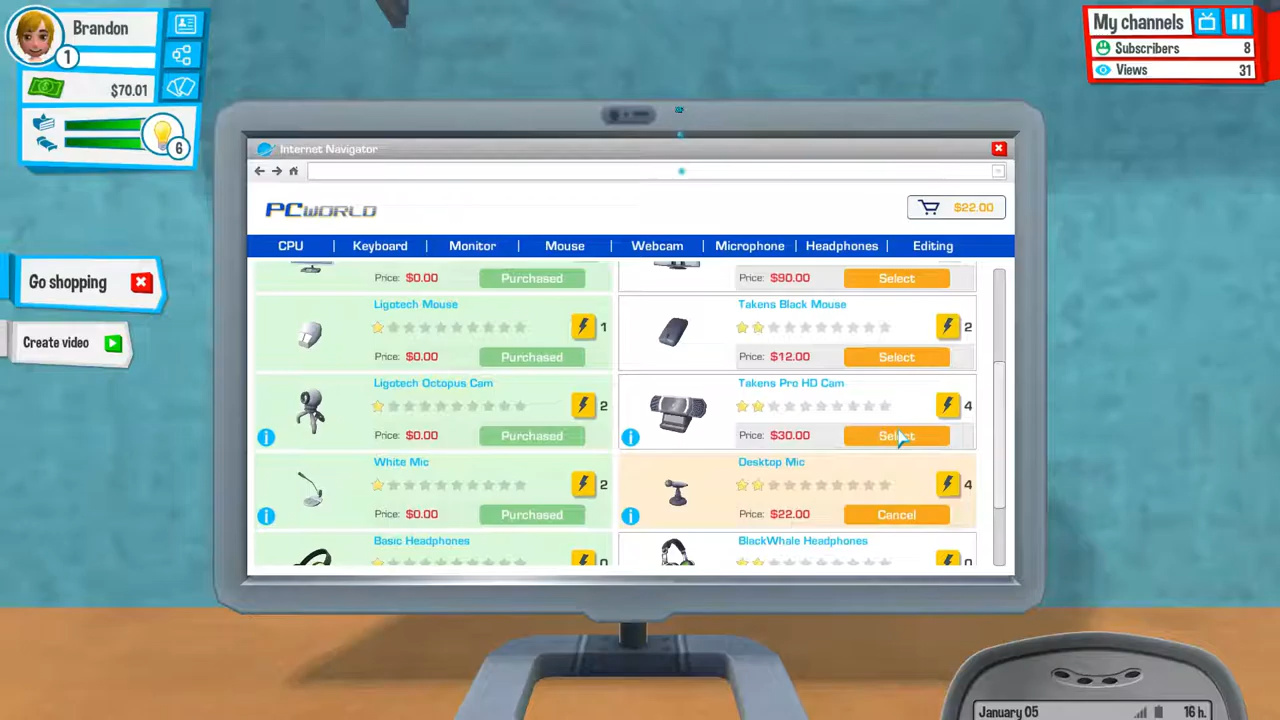 Brandon
1
$70.01
6
My channels
Subscribers 8
Views 31
Internet Navigator
PCWORLD
$22.00
CPU | Keyboard | Monitor | Mouse | Webcam | Microphone | Headphones | Editing
Price: $0.00 Purchased
Price: $90.00 Select
Ligotech Mouse
1
Price: $0.00 Purchased
Takens Black Mouse
2
Price: $12.00 Select
Ligotech Octopus Cam
2
Price: $0.00 Purchased
Takens Pro HD Cam
4
Price: $30.00 Select
White Mic
2
Price: $0.00 Purchased
Desktop Mic
4
Price: $22.00 Cancel
Basic Headphones
0
BlackWhale Headphones
0
Go shopping
Create video
January 05 16 h.